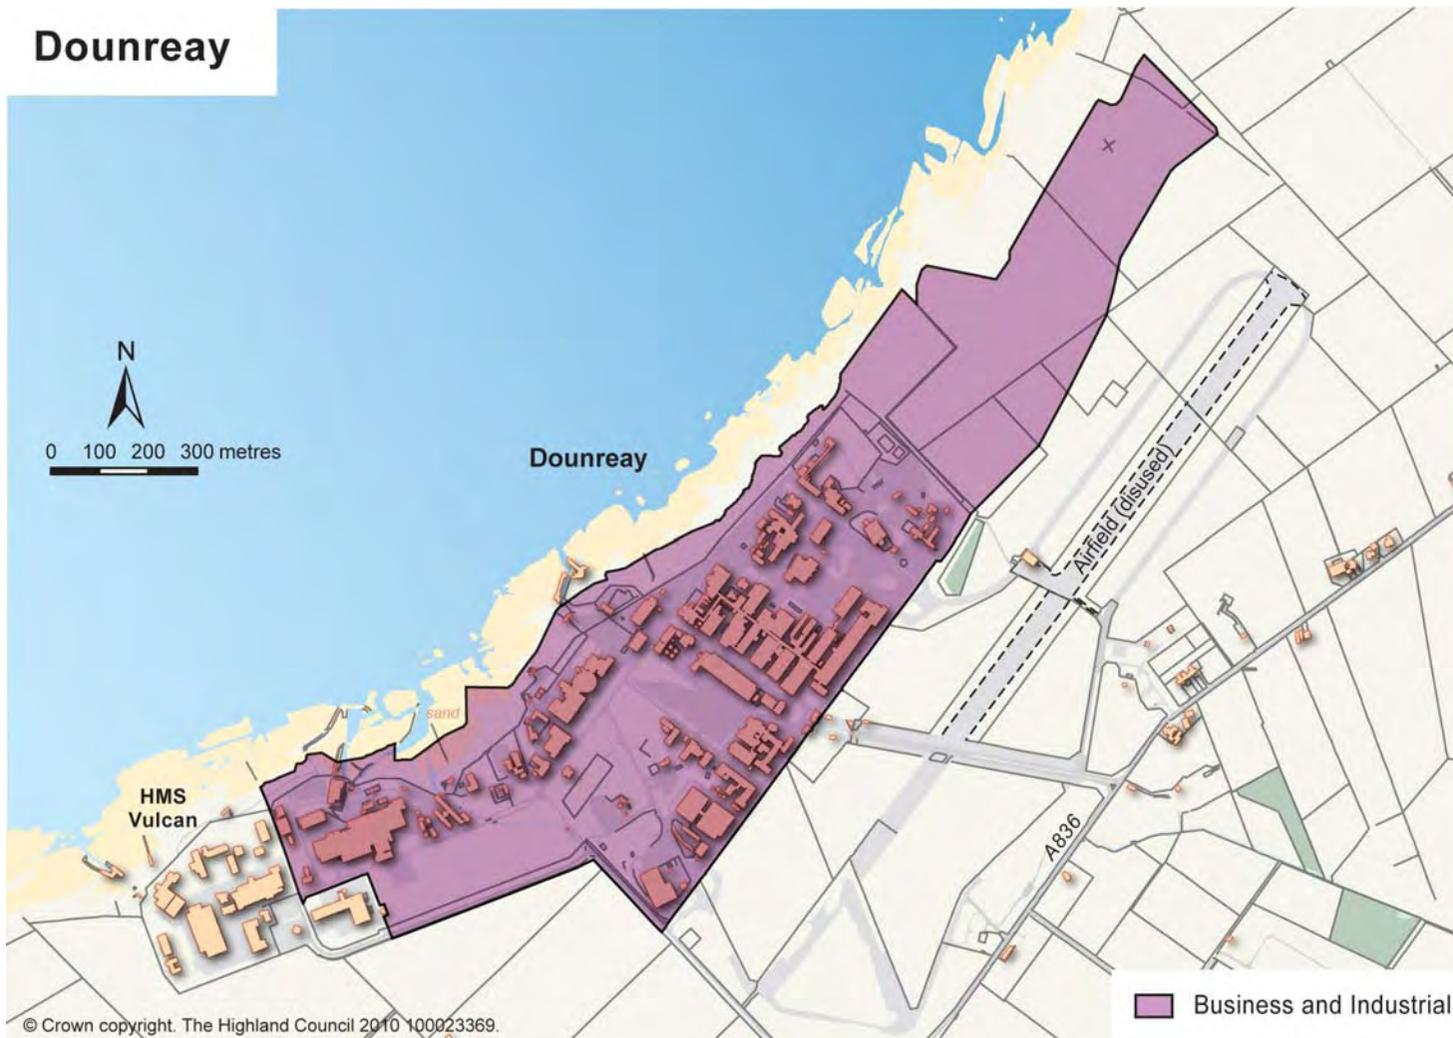 Dounreay
N
0 100 200 300 metres
Dounreay
Airfield (disused)
sand
HMS
Vulcan
A836
Business and Industrial
© Crown copyright. The Highland Council 2010 100023369.